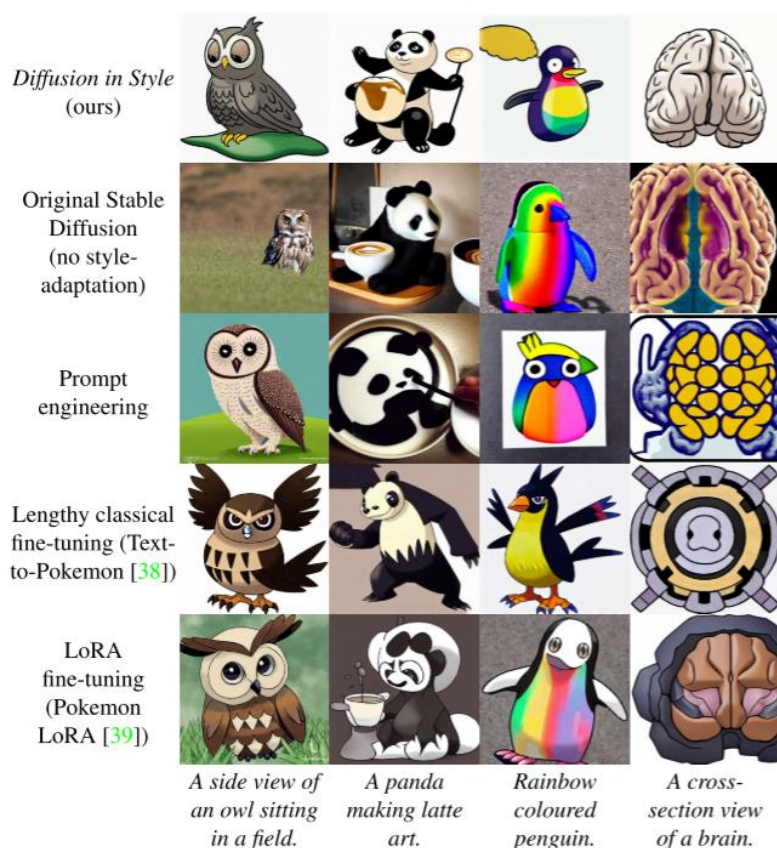 Diffusion in Style
(ours)
Original Stable
Diffusion
(no style-
adaptation)
Prompt
engineering
Lengthy classical
fine-tuning (Text-
to-Pokemon [38])
LoRA
fine-tuning
(Pokemon
LoRA [39])
A side view of
an owl sitting
in a field.
A panda
making latte
art.
Rainbow
coloured
penguin.
A cross-
section view
of a brain.